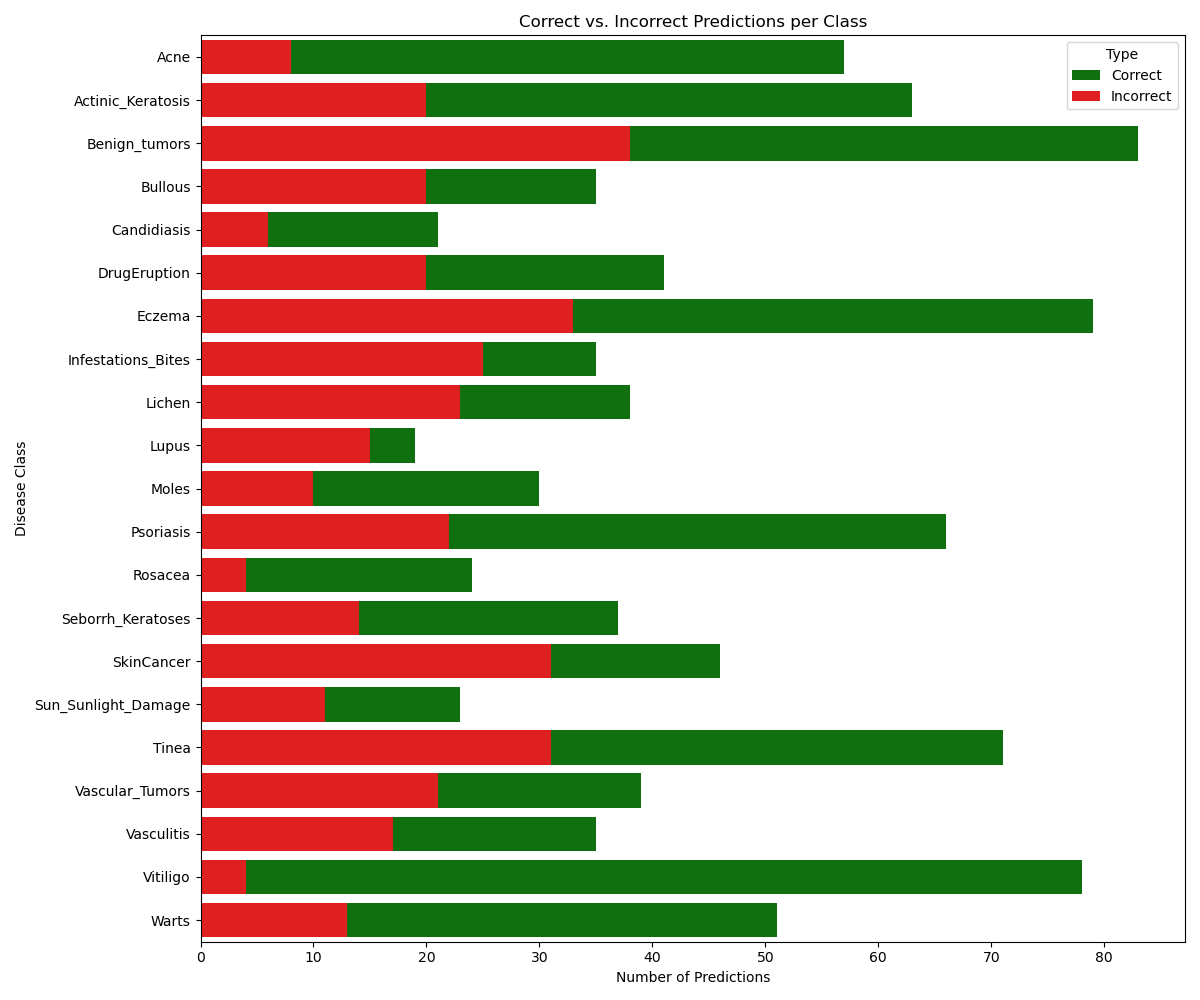 Correct vs. Incorrect Predictions per Class
Type
Correct
Incorrect
Disease Class
Acne
Actinic_Keratosis
Benign_tumors
Bullous
Candidiasis
DrugEruption
Eczema
Infestations_Bites
Lichen
Lupus
Moles
Psoriasis
Rosacea
Seborrh_Keratoses
SkinCancer
Sun_Sunlight_Damage
Tinea
Vascular_Tumors
Vasculitis
Vitiligo
Warts
0 10 20 30 40 50 60 70 80
Number of Predictions